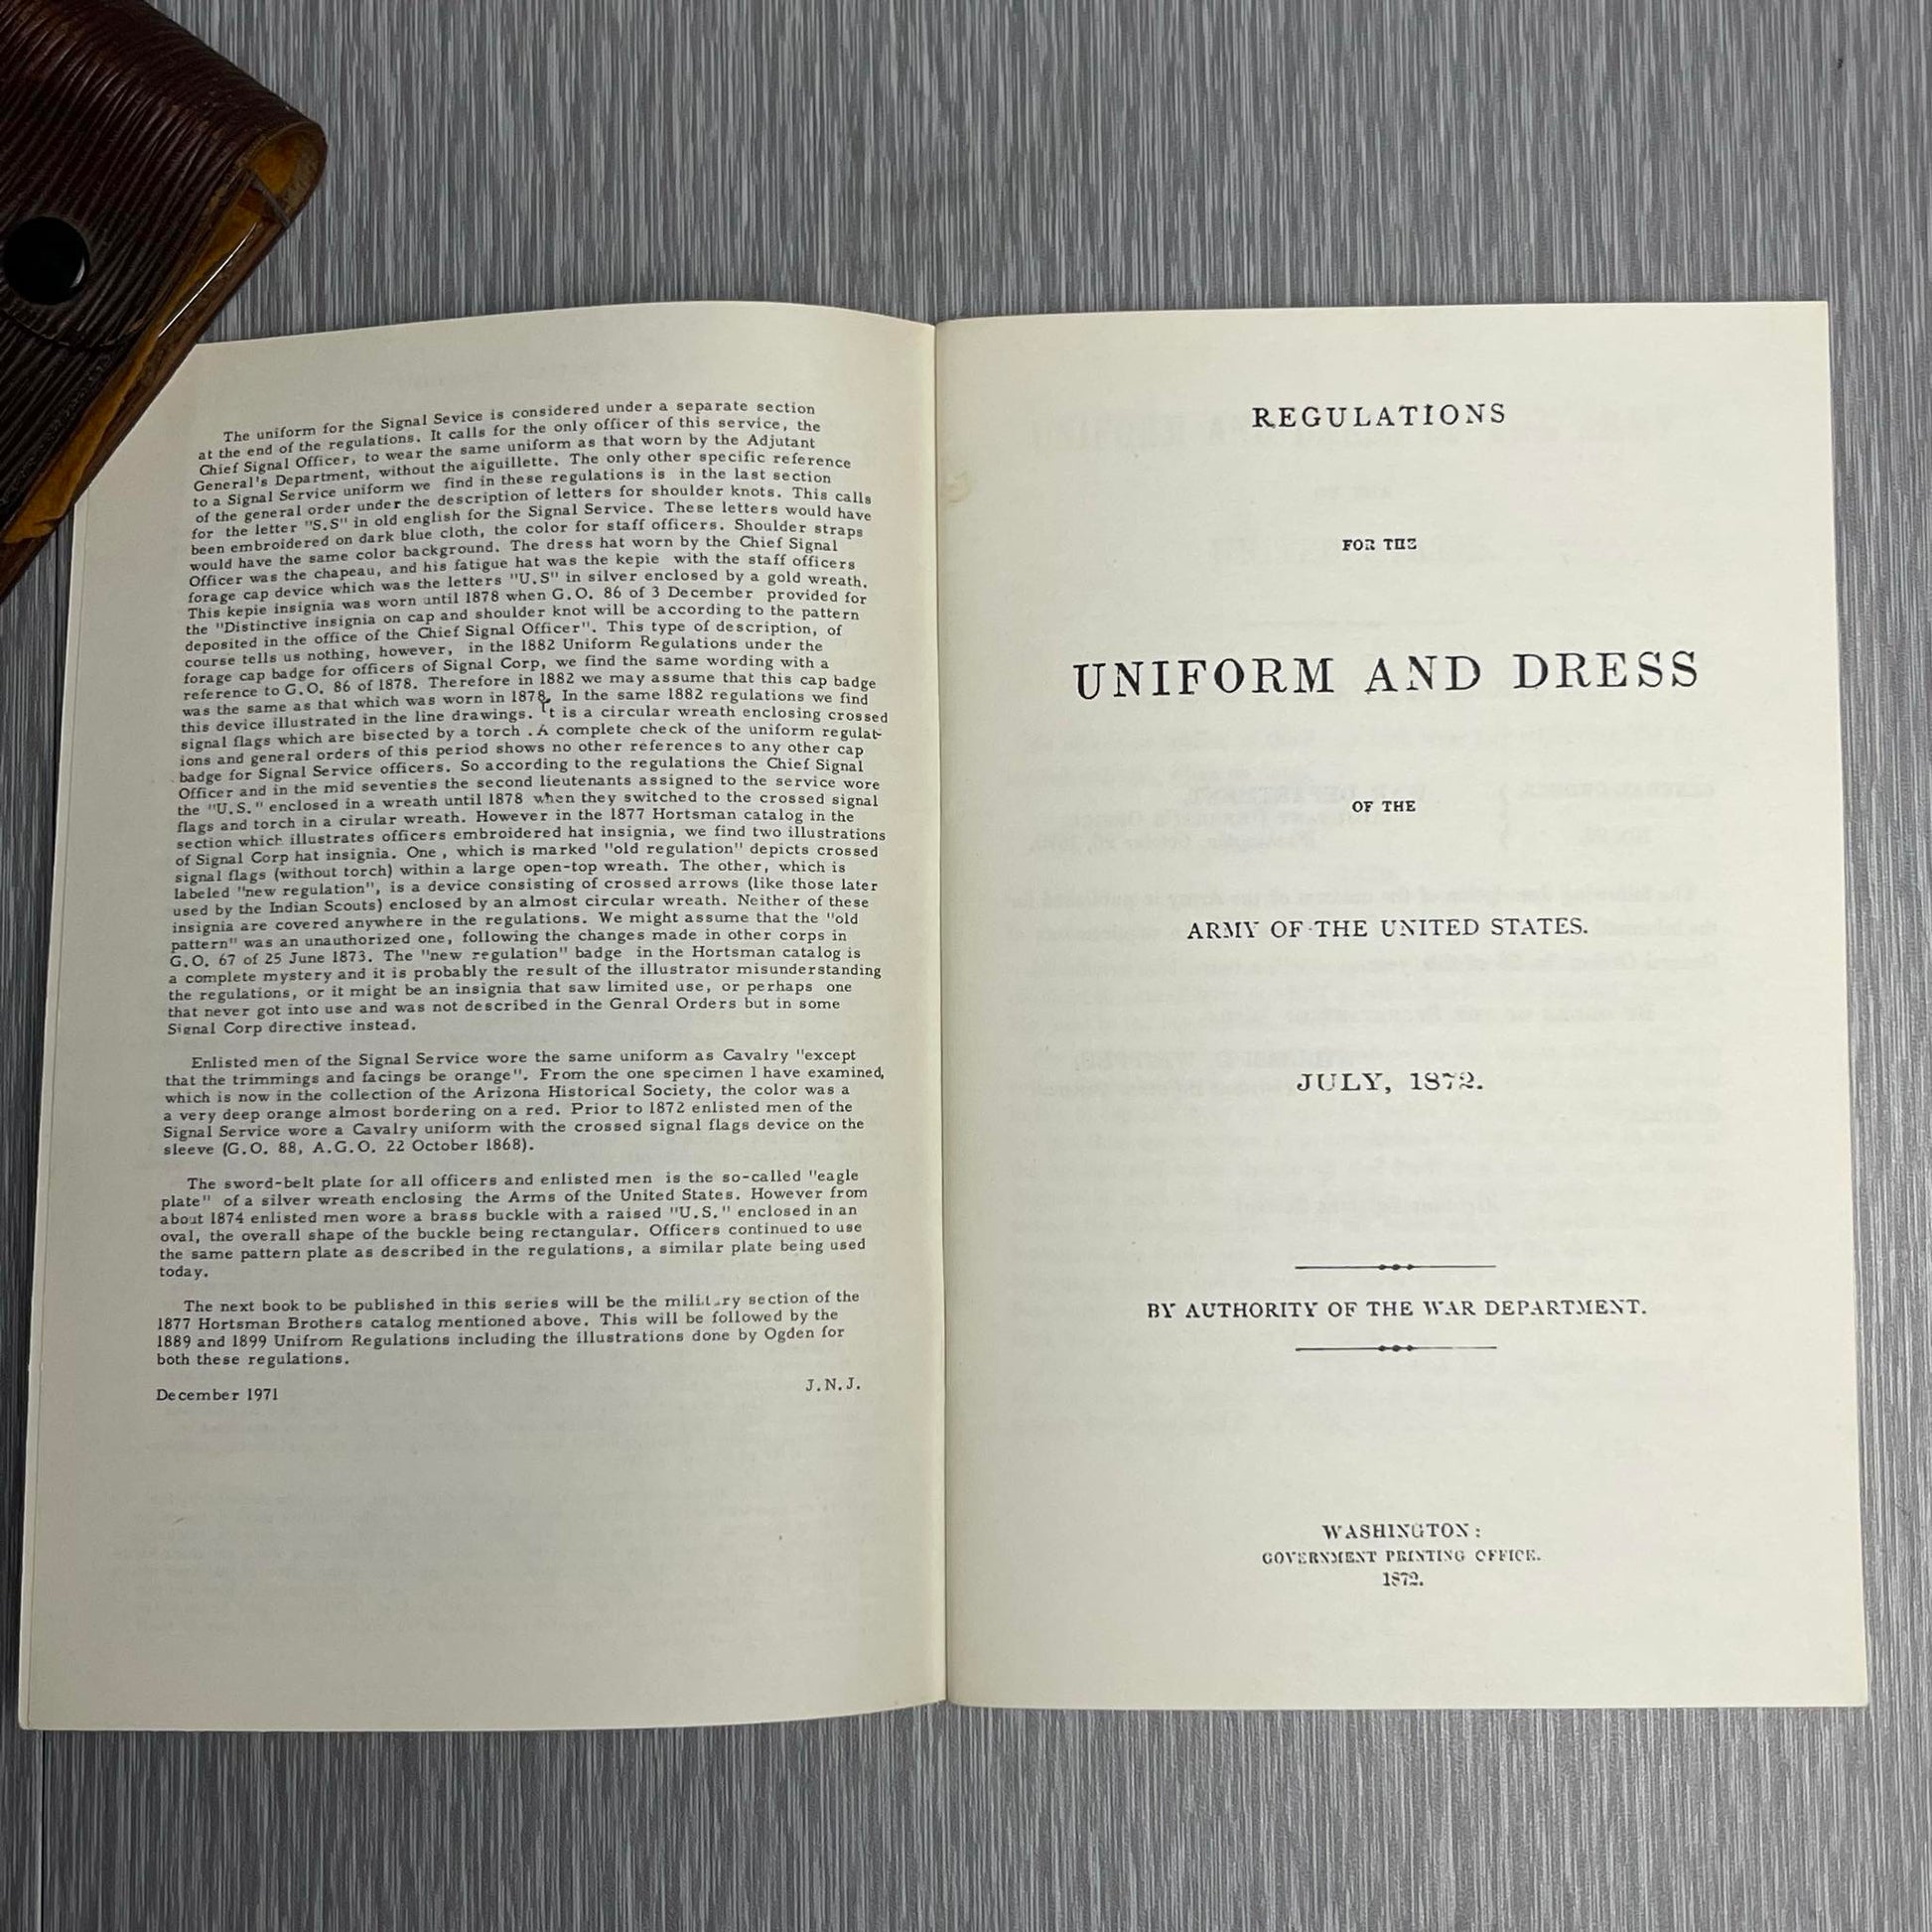 The uniform for the Signal Sevice is considered under a separate section
at the end of the regulations. It calls for the only officer of this service, the
Chief Signal Officer, to wear the same uniform as that worn by the Adjutant
General's Department, without the aiguillette. The only other specific reference
to a Signal Service uniform we find in these regulations is in the last section
of the general order under the description of letters for shoulder knots. This calls
for the letter "S.S" in old english for the Signal Service. These letters would have
been embroidered on dark blue cloth, the color for staff officers. Shoulder straps
would have the same color background. The dress hat worn by the Chief Signal
Officer was the chapeau, and his fatigue hat was the kepie with the staff officers
forage cap device which was the letters "U.S" in silver enclosed by a gold wreath.
This kepie insignia was worn until 1878 when G.O. 86 of 3 December provided for
the "Distinctive insignia on cap and shoulder knot will be according to the pattern
deposited in the office of the Chief Signal Officer". This type of description, of
course tells us nothing, however, in the 1882 Uniform Regulations under the
forage cap badge for officers of Signal Corp, we find the same wording with a
reference to G.O. 86 of 1878. Therefore in 1882 we may assume that this cap badge
was the same as that which was worn in 1878. In the same 1882 regulations we find
this device illustrated in the line drawings. It is a circular wreath enclosing crossed
signal flags which are bisected by a torch . A complete check of the uniform regulat-
ions and general orders of this period shows no other references to any other cap
badge for Signal Service officers. So according to the regulations the Chief Signal
Officer and in the mid seventies the second lieutenants assigned to the service wore
the "U.S." enclosed in a wreath until 1878 when they switched to the crossed signal
flags and torch in a cirular wreath. However in the 1877 Hortsman catalog in the
section which illustrates officers embroidered hat insignia, we find two illustrations
of Signal Corp hat insignia. One , which is marked "old regulation" depicts crossed
signal flags (without torch) within a large open-top wreath. The other, which is
labeled "new regulation", is a device consisting of crossed arrows (like those later
used by the Indian Scouts) enclosed by an almost circular wreath. Neither of these
insignia are covered anywhere in the regulations. We might assume that the "old
pattern" was an unauthorized one, following the changes made in other corps in
G.O. 67 of 25 June 1873. The "new regulation" badge in the Hortsman catalog is
a complete mystery and it is probably the result of the illustrator misunderstanding
the regulations, or it might be an insignia that saw limited use, or perhaps one
that never got into use and was not described in the Genral Orders but in some
Signal Corp directive instead.
Enlisted men of the Signal Service wore the same uniform as Cavalry "except
that the trimmings and facings be orange". From the one specimen I have examined,
which is now in the collection of the Arizona Historical Society, the color was a
a very deep orange almost bordering on a red. Prior to 1872 enlisted men of the
Signal Service wore a Cavalry uniform with the crossed signal flags device on the
sleeve (G.O. 88, A.G.O. 22 October 1868).
The sword-belt plate for all officers and enlisted men is the so-called "eagle
plate" of a silver wreath enclosing the Arms of the United States. However from
about 1874 enlisted men wore a brass buckle with a raised "U.S." enclosed in an
oval, the overall shape of the buckle being rectangular. Officers continued to use
the same pattern plate as described in the regulations, a similar plate being used
today.
The next book to be published in this series will be the military section of the
1877 Hortsman Brothers catalog mentioned above. This will be followed by the
1889 and 1899 Unifrom Regulations including the illustrations done by Ogden for
both these regulations.
December 1971 J.N.J.
REGULATIONS
FOR THE
UNIFORM AND DRESS
OF THE
ARMY OF THE UNITED STATES.
JULY, 1872.
BY AUTHORITY OF THE WAR DEPARTMENT.
WASHINGTON:
GOVERNMENT PRINTING OFFICE.
1872.